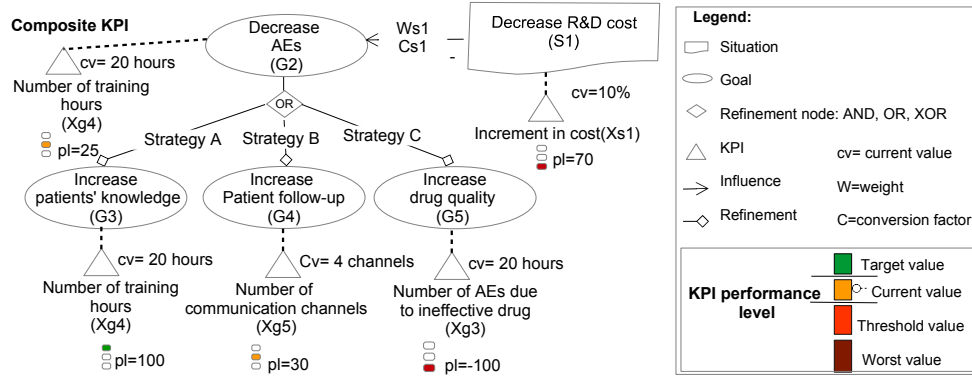 Composite KPI
Decrease
AEs
(G2)
Ws1
Cs1
-
Decrease R&D cost
(S1)
cv= 20 hours
Number of training
hours
(Xg4)
pl=25
cv=10%
Increment in cost(Xs1)
pl=70
OR
Strategy A
Strategy B
Strategy C
Increase
patients' knowledge
(G3)
Increase
Patient follow-up
(G4)
Increase
drug quality
(G5)
cv= 20 hours
Number of training
hours
(Xg4)
pl=100
Cv= 4 channels
Number of
communication channels
(Xg5)
pl=30
cv= 20 hours
Number of AEs due
to ineffective drug
(Xg3)
pl=-100
Legend:
Situation
Goal
Refinement node: AND, OR, XOR
KPI
cv= current value
Influence
W=weight
Refinement
C=conversion factor
KPI performance
level
Target value
Current value
Threshold value
Worst value